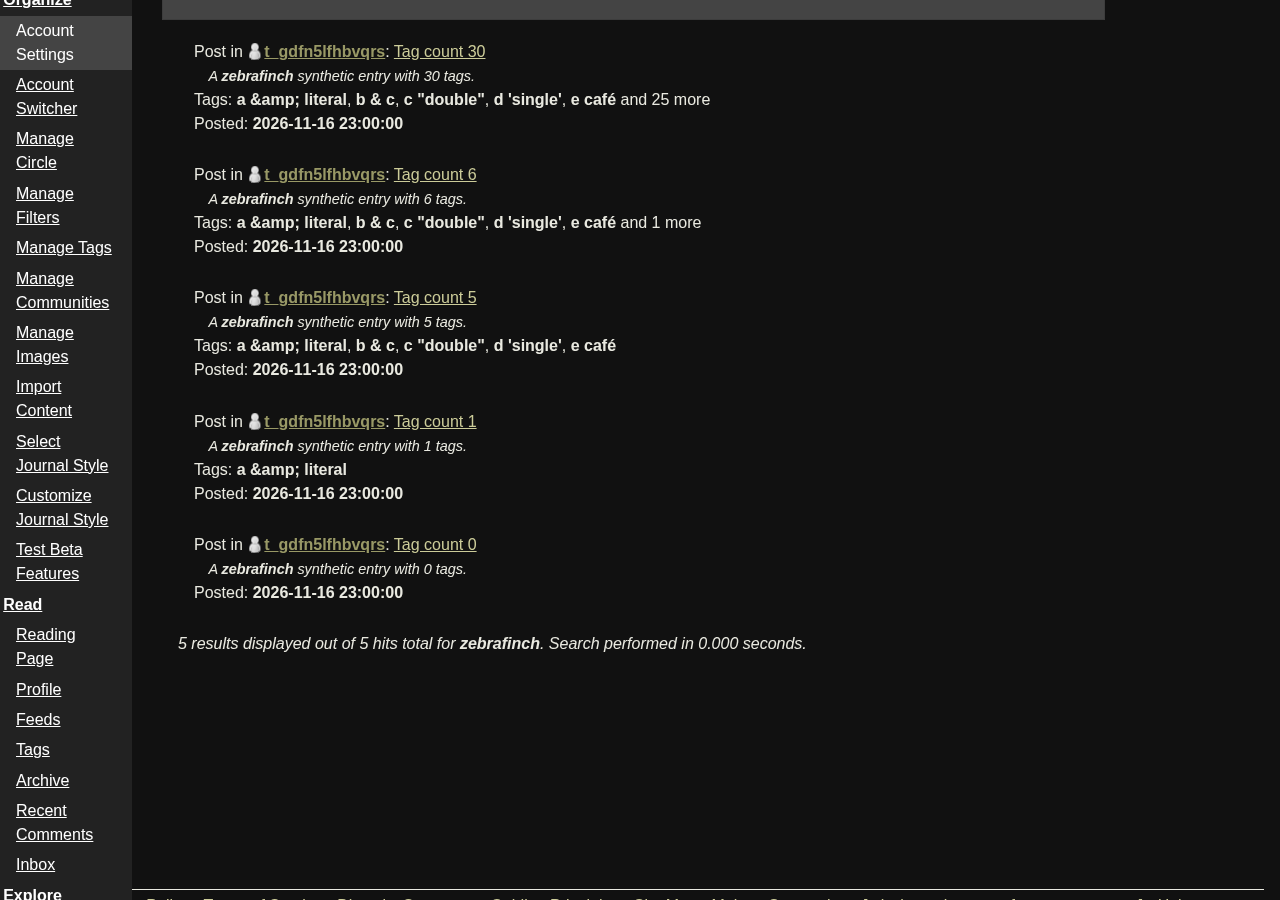 Organize
Account
Settings
Account
Switcher
Manage
Circle
Manage
Filters
Manage Tags
Manage
Communities
Manage
Images
Import
Content
Select
Journal Style
Customize
Journal Style
Test Beta
Features
Read
Reading
Page
Profile
Feeds
Tags
Archive
Recent
Comments
Inbox
Explore
Post in t_gdfn5lfhbvqrs: Tag count 30
A zebrafinch synthetic entry with 30 tags.
Tags: a &amp; literal, b & c, c "double", d 'single', e café and 25 more
Posted: 2026-11-16 23:00:00
Post in t_gdfn5lfhbvqrs: Tag count 6
A zebrafinch synthetic entry with 6 tags.
Tags: a &amp; literal, b & c, c "double", d 'single', e café and 1 more
Posted: 2026-11-16 23:00:00
Post in t_gdfn5lfhbvqrs: Tag count 5
A zebrafinch synthetic entry with 5 tags.
Tags: a &amp; literal, b & c, c "double", d 'single', e café
Posted: 2026-11-16 23:00:00
Post in t_gdfn5lfhbvqrs: Tag count 1
A zebrafinch synthetic entry with 1 tags.
Tags: a &amp; literal
Posted: 2026-11-16 23:00:00
Post in t_gdfn5lfhbvqrs: Tag count 0
A zebrafinch synthetic entry with 0 tags.
Posted: 2026-11-16 23:00:00
5 results displayed out of 5 hits total for zebrafinch. Search performed in 0.000 seconds.